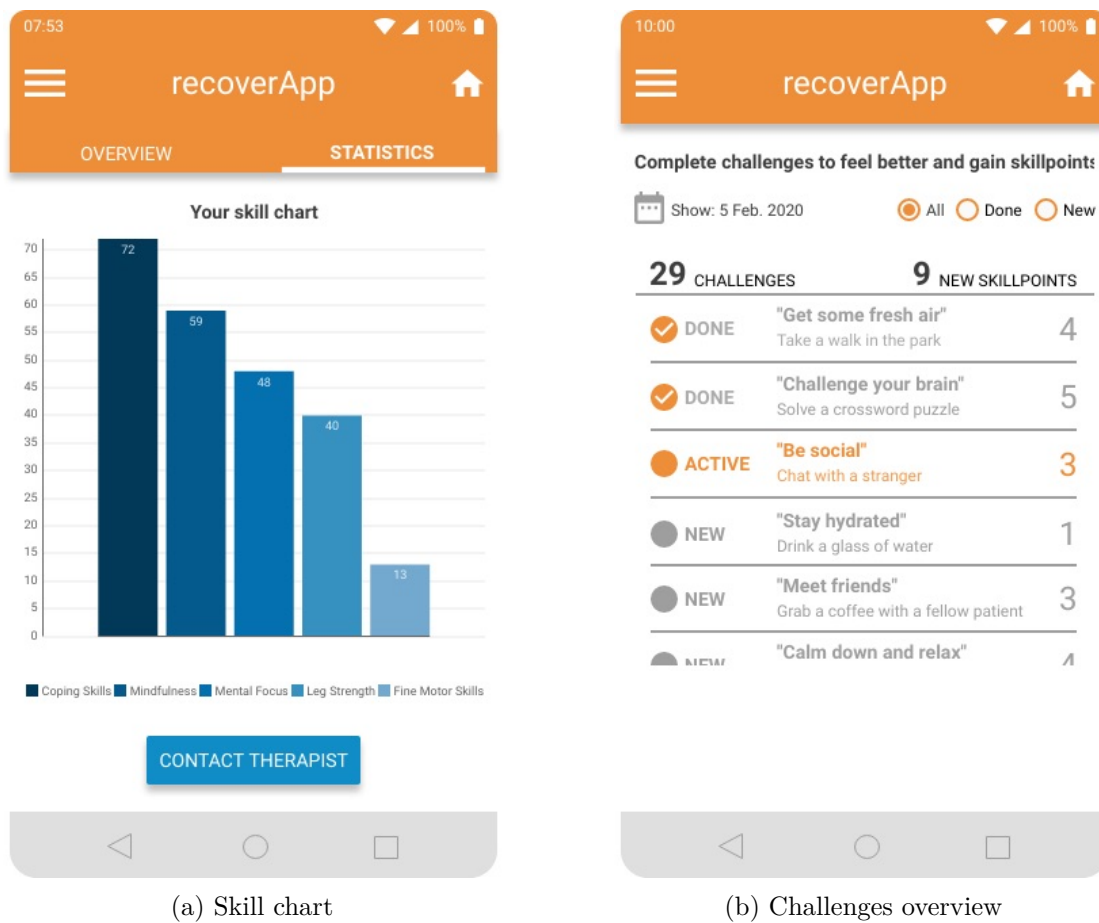 07:53
100%
recoverApp
OVERVIEW
STATISTICS
Your skill chart
70
65
60
55
50
45
40
35
30
25
20
15
10
5
0
72
59
48
40
13
Coping Skills Mindfulness Mental Focus Leg Strength Fine Motor Skills
CONTACT THERAPIST
(a) Skill chart
10:00
100%
recoverApp
Complete challenges to feel better and gain skillpoints
Show: 5 Feb. 2020
All Done New
29 CHALLENGES
9 NEW SKILLPOINTS
DONE
"Get some fresh air"
Take a walk in the park
4
DONE
"Challenge your brain"
Solve a crossword puzzle
5
ACTIVE
"Be social"
Chat with a stranger
3
NEW
"Stay hydrated"
Drink a glass of water
1
NEW
"Meet friends"
Grab a coffee with a fellow patient
3
NEW
"Calm down and relax"
4
(b) Challenges overview